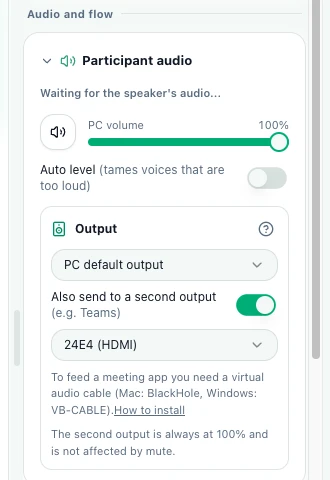 Audio and flow
Participant audio
Waiting for the speaker's audio...
PC volume 100%
Auto level (tames voices that are
too loud)
Output
PC default output
Also send to a second output
(e.g. Teams)
24E4 (HDMI)
To feed a meeting app you need a virtual
audio cable (Mac: BlackHole, Windows:
VB-CABLE).How to install
The second output is always at 100% and
is not affected by mute.